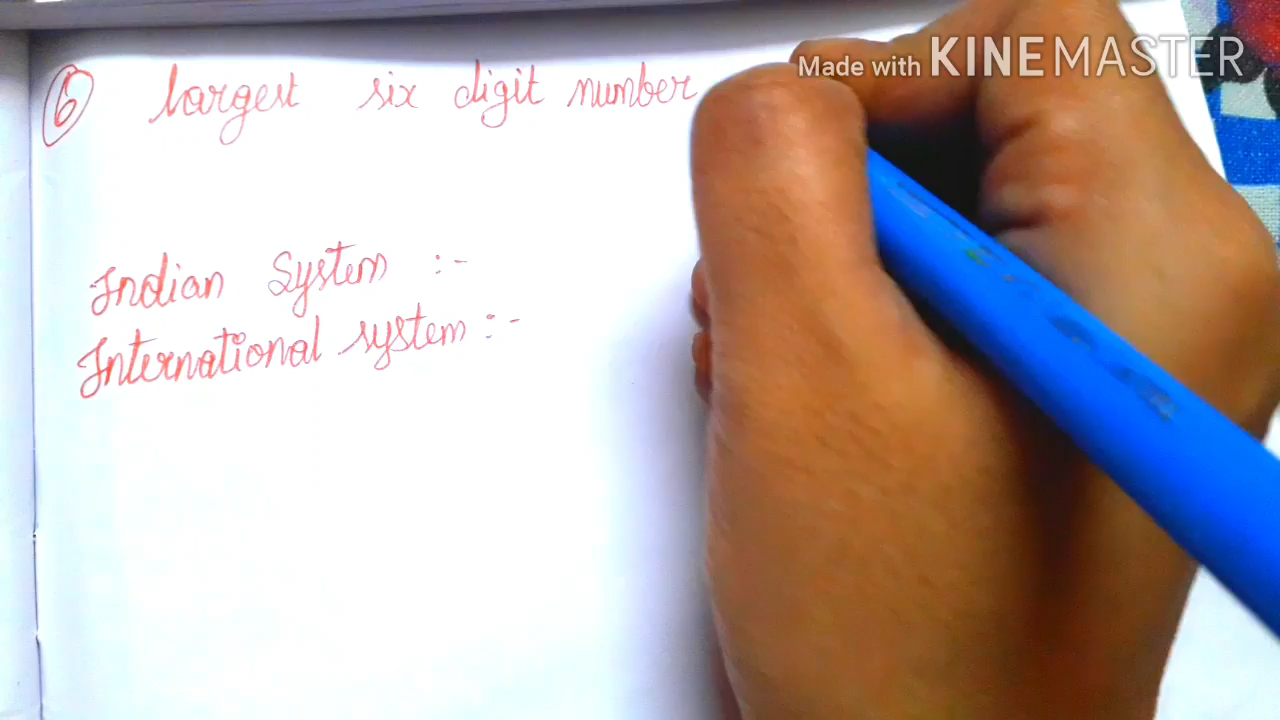 Made with KINEMASTER
6 largest six digit number
Indian System :-
International system :-